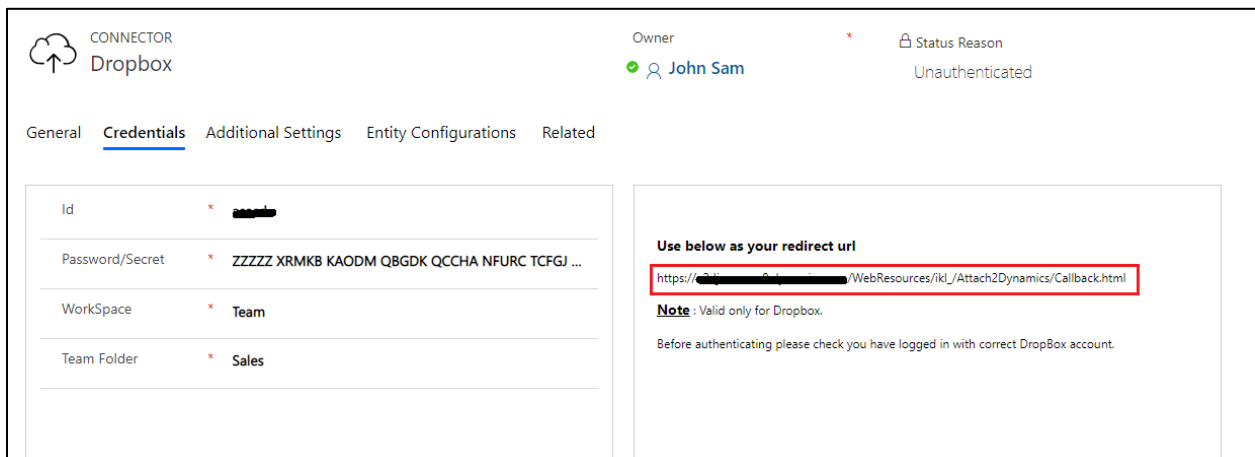 CONNECTOR
Dropbox
Owner *
John Sam
Status Reason
Unauthenticated
General Credentials Additional Settings Entity Configurations Related
Id *
Password/Secret * ZZZZZ XRMKB KAODM QBGDK QCCHA NFURC TCFGJ ...
WorkSpace * Team
Team Folder * Sales
Use below as your redirect url
https:// /WebResources/ikl_/Attach2Dynamics/Callback.html
Note : Valid only for Dropbox.
Before authenticating please check you have logged in with correct DropBox account.